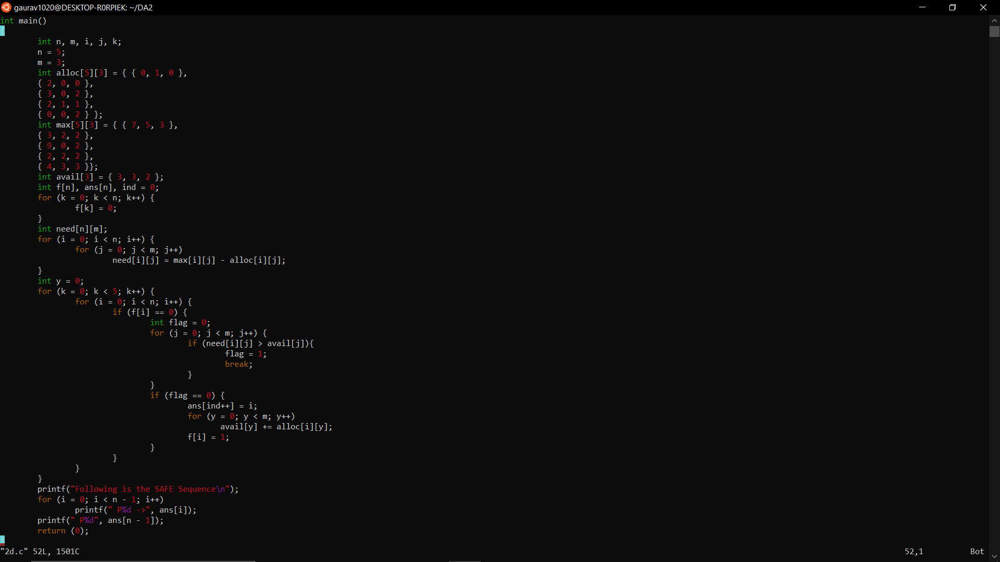 gaurav1020@DESKTOP-R0RPIEK: ~/DA2
int main()
{
        int n, m, i, j, k;
        n = 5;
        m = 3;
        int alloc[5][3] = { { 0, 1, 0 },
        { 2, 0, 0 },
        { 3, 0, 2 },
        { 2, 1, 1 },
        { 0, 0, 2 } };
        int max[5][3] = { { 7, 5, 3 },
        { 3, 2, 2 },
        { 9, 0, 2 },
        { 2, 2, 2 },
        { 4, 3, 3 }};
        int avail[3] = { 3, 3, 2 };
        int f[n], ans[n], ind = 0;
        for (k = 0; k < n; k++) {
                f[k] = 0;
        }
        int need[n][m];
        for (i = 0; i < n; i++) {
                for (j = 0; j < m; j++)
                        need[i][j] = max[i][j] - alloc[i][j];
        }
        int y = 0;
        for (k = 0; k < 5; k++) {
                for (i = 0; i < n; i++) {
                        if (f[i] == 0) {
                                int flag = 0;
                                for (j = 0; j < m; j++) {
                                        if (need[i][j] > avail[j]){
                                                flag = 1;
                                                break;
                                        }
                                }
                                if (flag == 0) {
                                        ans[ind++] = i;
                                        for (y = 0; y < m; y++)
                                               avail[y] += alloc[i][y];
                                        f[i] = 1;
                                }
                        }
                }
        }
        printf("Following is the SAFE Sequence\n");
        for (i = 0; i < n - 1; i++)
                printf(" P%d ->", ans[i]);
        printf(" P%d", ans[n - 1]);
        return (0);
}
"2d.c" 52L, 1501C 52,1 Bot